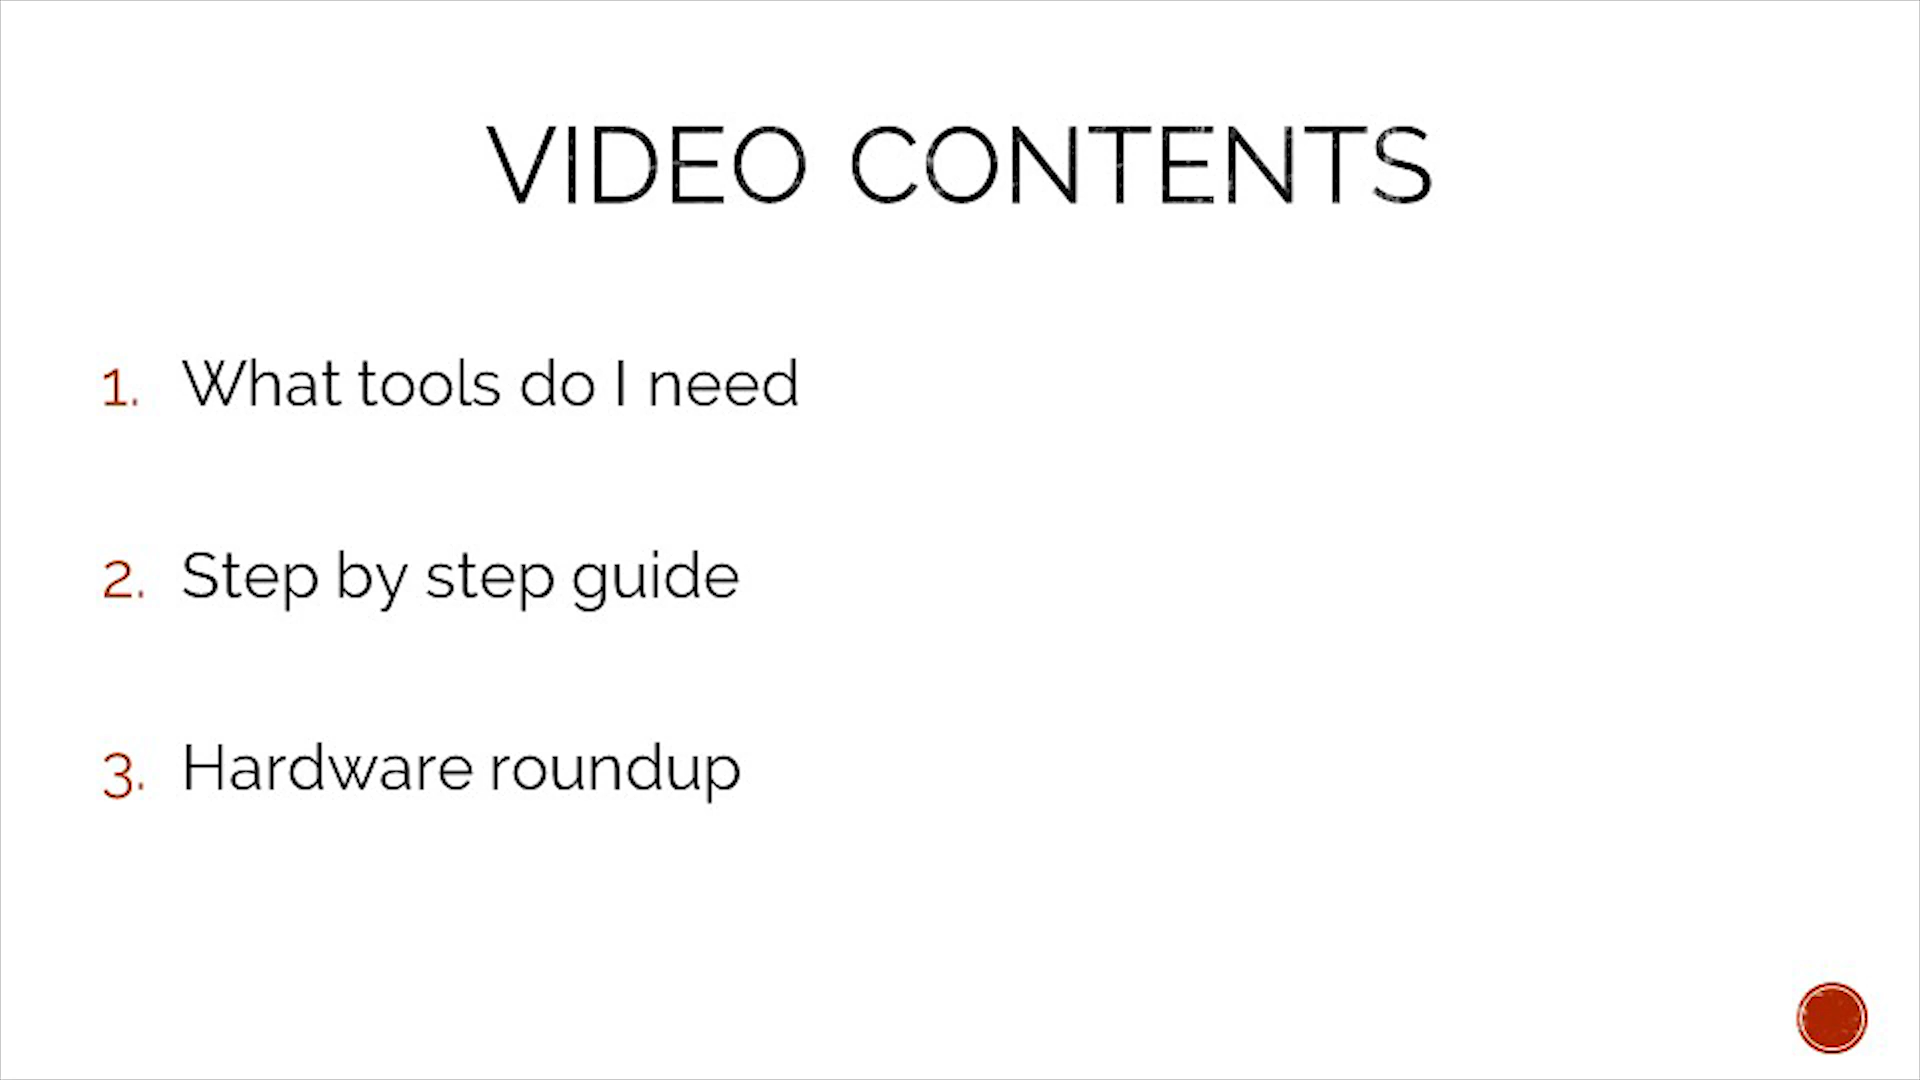 VIDEO CONTENTS
1. What tools do I need
2. Step by step guide
3. Hardware roundup